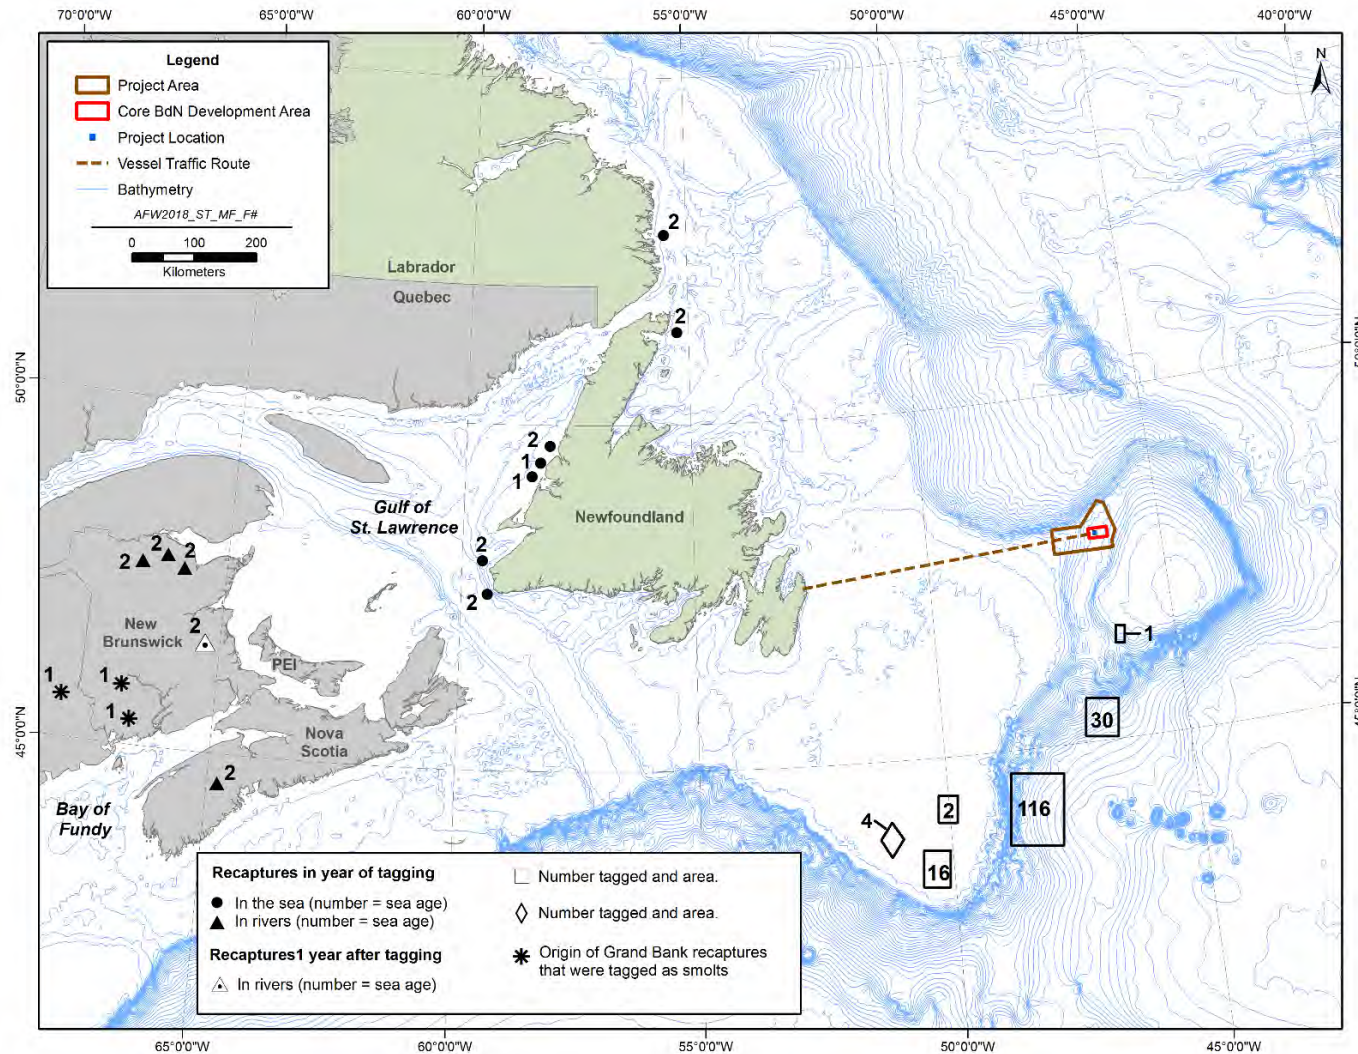 70°0'0"W 65°0'0"W 60°0'0"W 55°0'0"W 50°0'0"W 45°0'0"W 40°0'0"W
N
Legend
Project Area
Core BdN Development Area
Project Location
Vessel Traffic Route
Bathymetry
AFW2018_ST_MF_F#
0 100 200
Kilometers
2
Labrador
Quebec
2
50°0'0"N
2
1
1
Gulf of
St. Lawrence
Newfoundland
2
2
2
2
2
2
New
Brunswick
PEI
1
1
1
1
30
45°0'0"N
Nova
Scotia
2
Bay of
Fundy
4
2
116
16
Recaptures in year of tagging
In the sea (number = sea age)
In rivers (number = sea age)
Recaptures1 year after tagging
In rivers (number = sea age)
Number tagged and area.
Number tagged and area.
Origin of Grand Bank recaptures
that were tagged as smolts
65°0'0"W 60°0'0"W 55°0'0"W 50°0'0"W 45°0'0"W